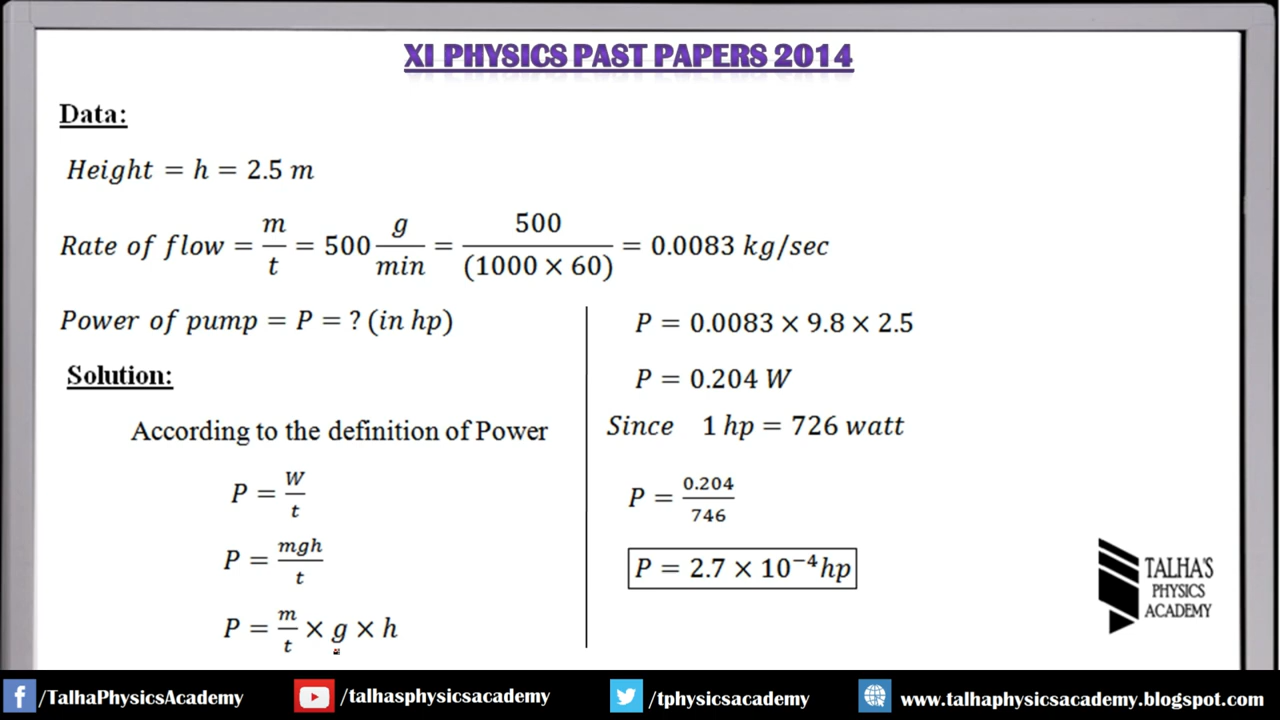 XI PHYSICS PAST PAPERS 2014
Data:
Height = h = 2.5 m
Rate of flow = m/t = 500 g/min = 500/(1000 × 60) = 0.0083 kg/sec
Power of pump = P = ? (in hp)
Solution:
According to the definition of Power
P = W/t
P = mgh/t
P = m/t × g × h
P = 0.0083 × 9.8 × 2.5
P = 0.204 W
Since 1 hp = 726 watt
P = 0.204/746
P = 2.7 × 10⁻⁴ hp
TALHA'S
PHYSICS
ACADEMY
/TalhaPhysicsAcademy
/talhasphysicsacademy
/tphysicsacademy
www.talhaphysicsacademy.blogspot.com